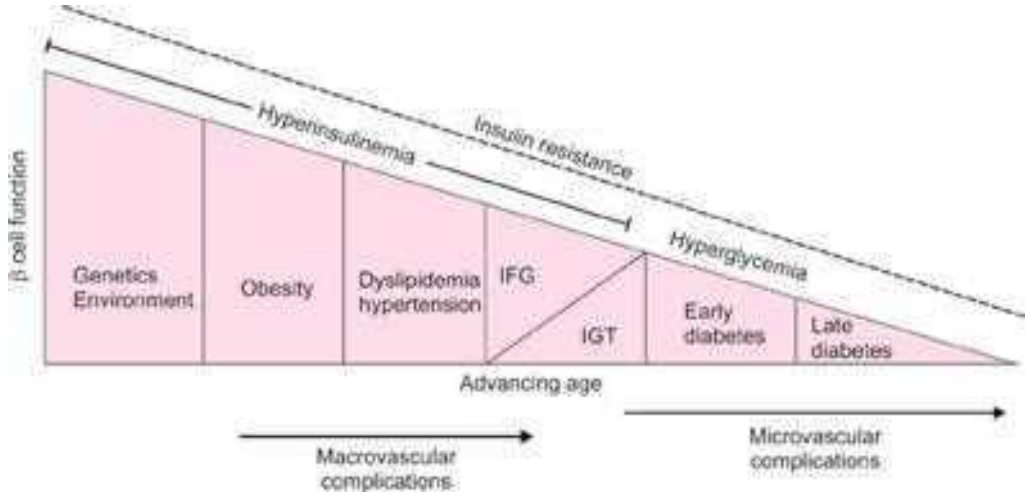 Hyperinsulinemia
Insulin resistance
Hyperglycemia
β cell function
Genetics
Environment
Obesity
Dyslipidemia
hypertension
IFG
IGT
Early
diabetes
Late
diabetes
Advancing age
Macrovascular
complications
Microvascular
complications